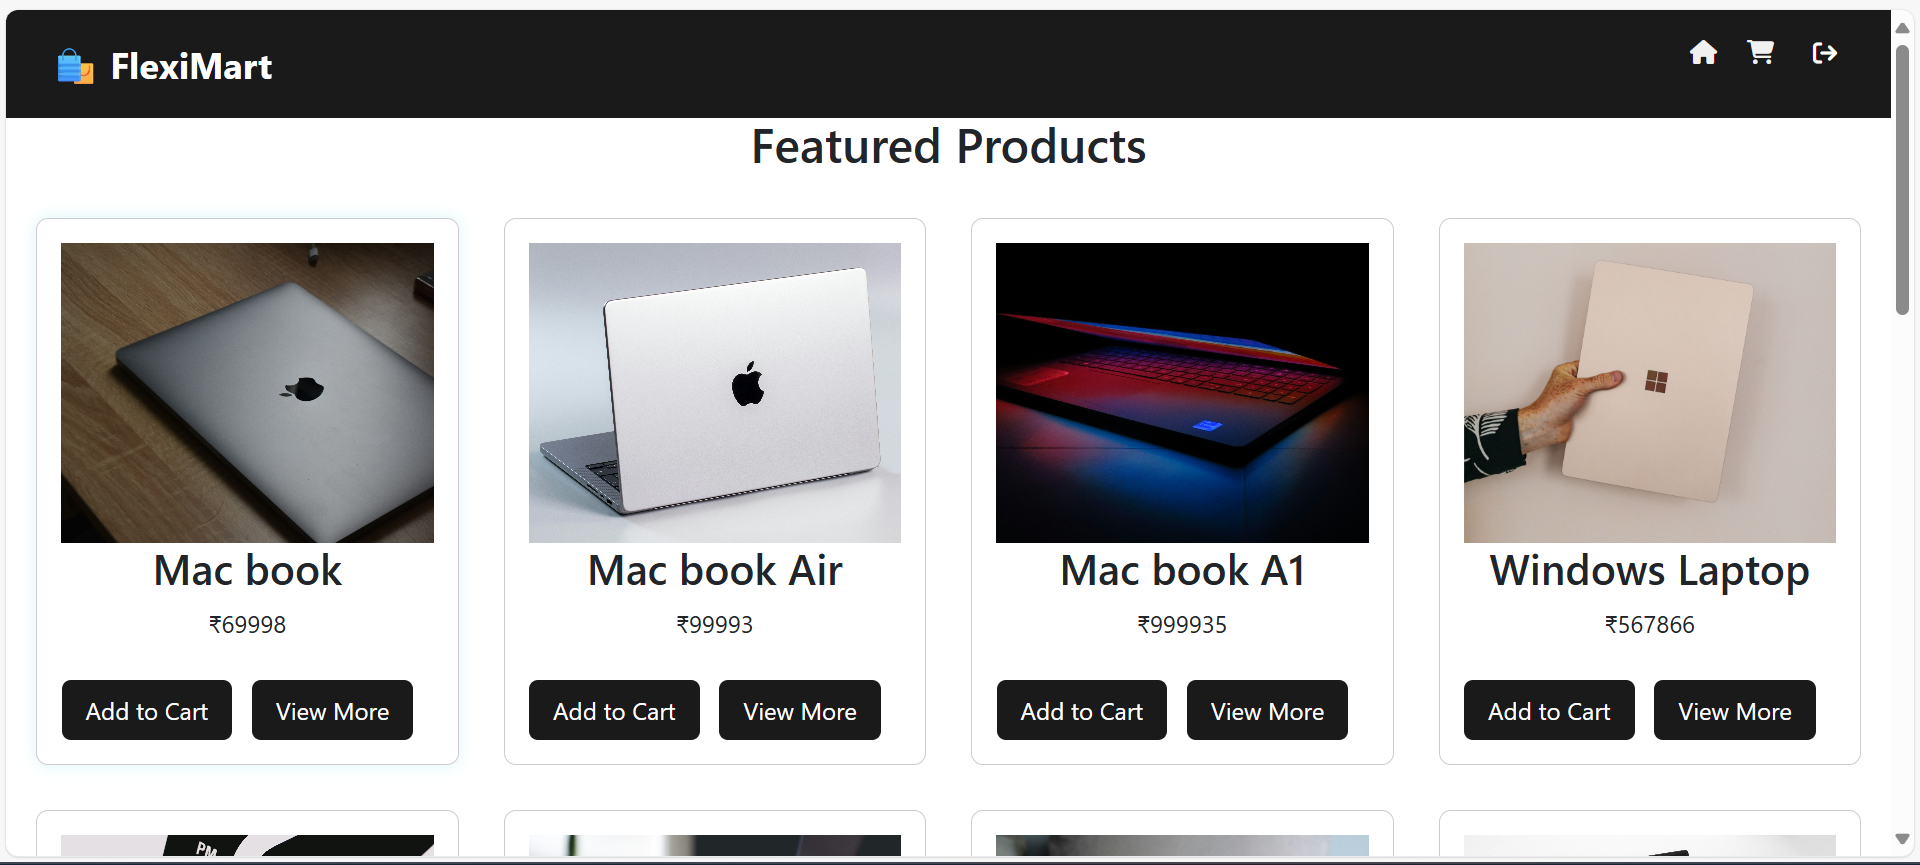 FlexiMart
Featured Products
Mac book
₹69998
Add to Cart View More
Mac book Air
₹99993
Add to Cart View More
Mac book A1
₹999935
Add to Cart View More
Windows Laptop
₹567866
Add to Cart View More
PM